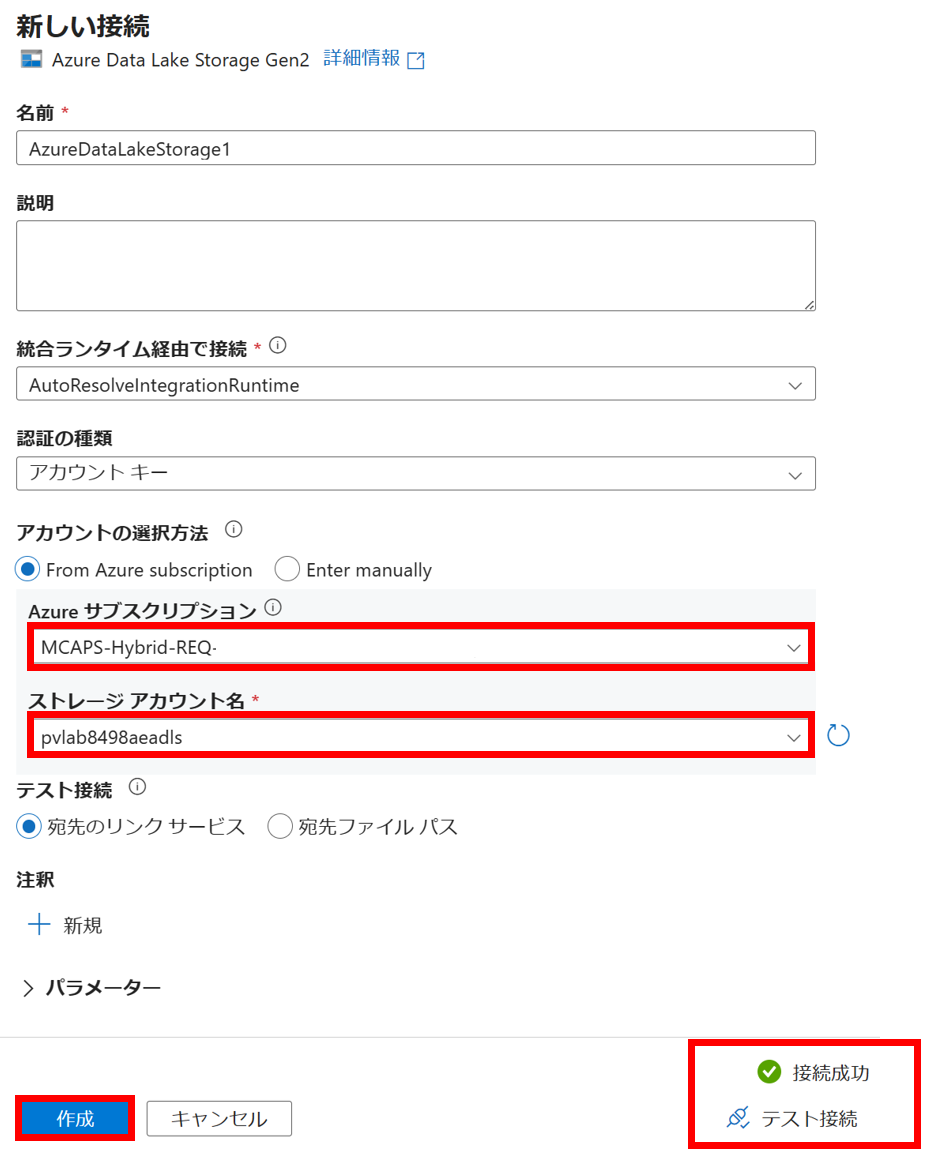 新しい接続
Azure Data Lake Storage Gen2 詳細情報
名前 *
AzureDataLakeStorage1
説明
統合ランタイム経由で接続 *
AutoResolveIntegrationRuntime
認証の種類
アカウント キー
アカウントの選択方法
From Azure subscription Enter manually
Azure サブスクリプション
MCAPS-Hybrid-REQ-
ストレージ アカウント名 *
pvlab8498aeadls
テスト接続
宛先のリンク サービス 宛先ファイル パス
注釈
新規
パラメーター
接続成功
作成 キャンセル テスト接続